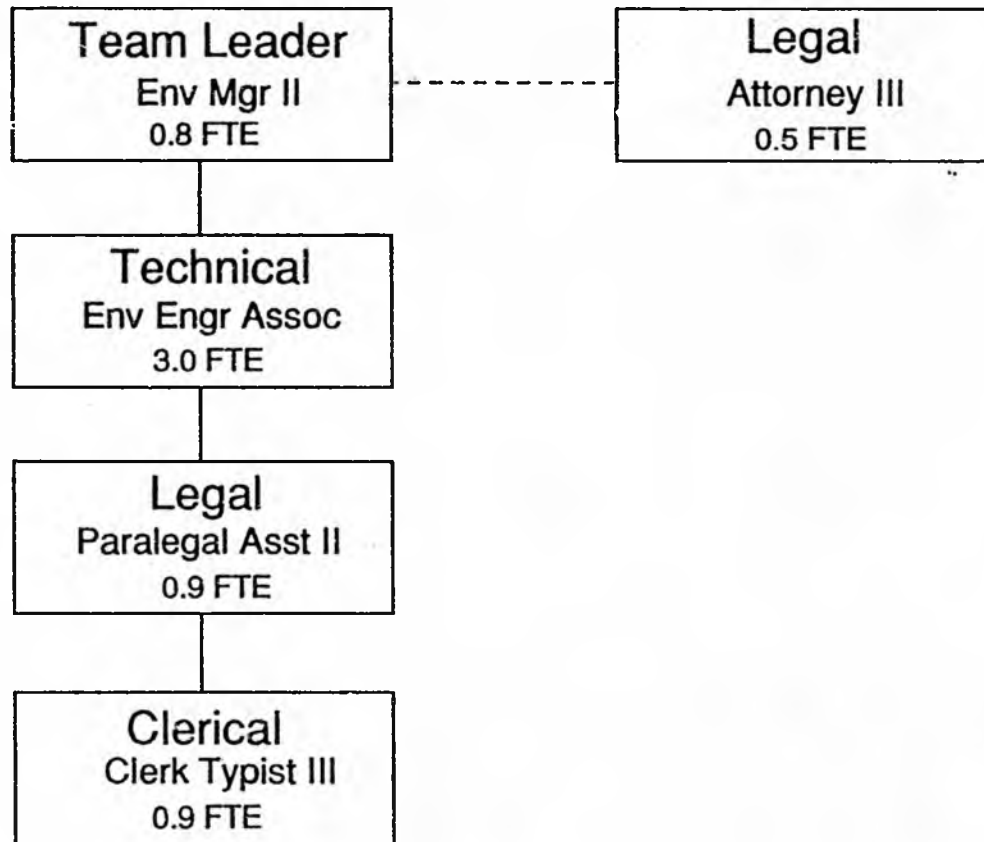 Team Leader
Env Mgr II
0.8 FTE
Legal
Attorney III
0.5 FTE
Technical
Env Engr Assoc
3.0 FTE
Legal
Paralegal Asst II
0.9 FTE
Clerical
Clerk Typist III
0.9 FTE